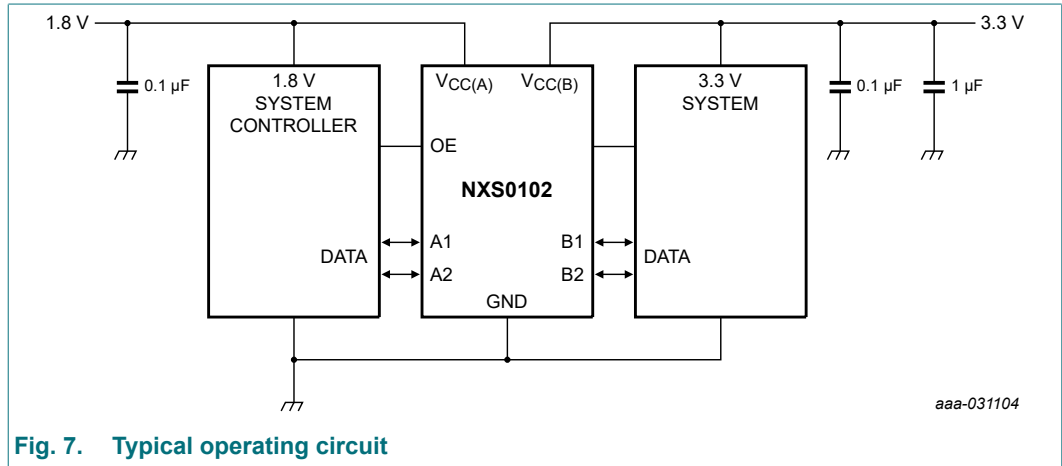 1.8 V
3.3 V
0.1 µF
1.8 V
SYSTEM
CONTROLLER
DATA
VCC(A)
VCC(B)
OE
NXS0102
A1
A2
B1
B2
GND
3.3 V
SYSTEM
DATA
0.1 µF
1 µF
aaa-031104
Fig. 7. Typical operating circuit